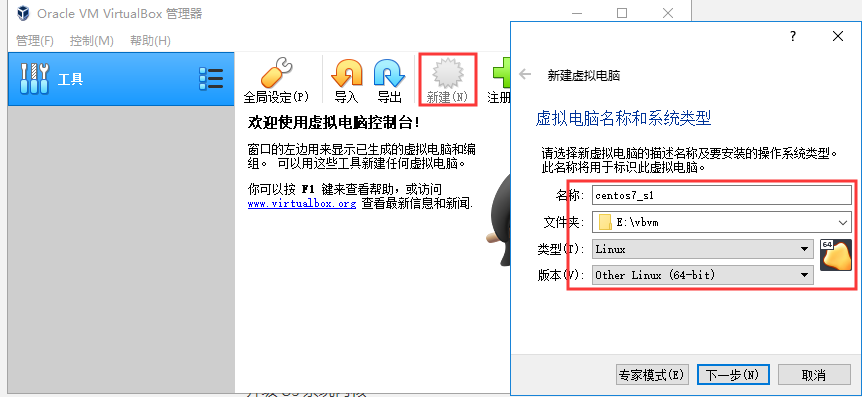 Oracle VM VirtualBox 管理器
管理(F) 控制(M) 帮助(H)
工具
全局设定(P) 导入 导出 新建(N) 注册
欢迎使用虚拟电脑控制台!
窗口的左边用来显示已生成的虚拟电脑和编
组。 可以用这些工具新建任何虚拟电脑。
你可以按 F1 键来查看帮助，或访问
www.virtualbox.org 查看最新信息和新闻.
?
新建虚拟电脑
虚拟电脑名称和系统类型
请选择新虚拟电脑的描述名称及要安装的操作系统类型。
此名称将用于标识此虚拟电脑。
名称: centos7_s1
文件夹: E:\vbvm
类型(T): Linux
64
版本(V): Other Linux (64-bit)
专家模式(E) 下一步(N) 取消